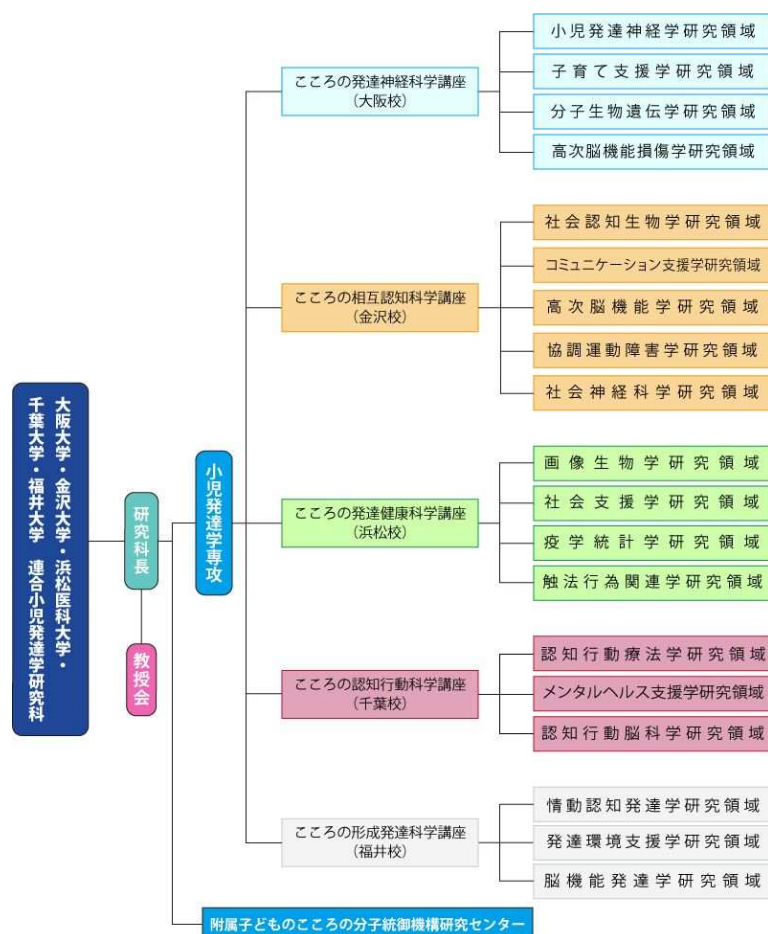 大阪大学・金沢大学・浜松医科大学・
千葉大学・福井大学 連合小児発達学研究科
研究科長
教授会
小児発達学専攻
こころの発達神経科学講座
(大阪校)
小児発達神経学研究領域
子育て支援学研究領域
分子生物遺伝学研究領域
高次脳機能損傷学研究領域
こころの相互認知科学講座
(金沢校)
社会認知生物学研究領域
コミュニケーション支援学研究領域
高次脳機能学研究領域
協調運動障害学研究領域
社会神経科学研究領域
こころの発達健康科学講座
(浜松校)
画像生物学研究領域
社会支援学研究領域
疫学統計学研究領域
触法行為関連学研究領域
こころの認知行動科学講座
(千葉校)
認知行動療法学研究領域
メンタルヘルス支援学研究領域
認知行動脳科学研究領域
こころの形成発達科学講座
(福井校)
情動認知発達学研究領域
発達環境支援学研究領域
脳機能発達学研究領域
附属子どものこころの分子統御機構研究センター